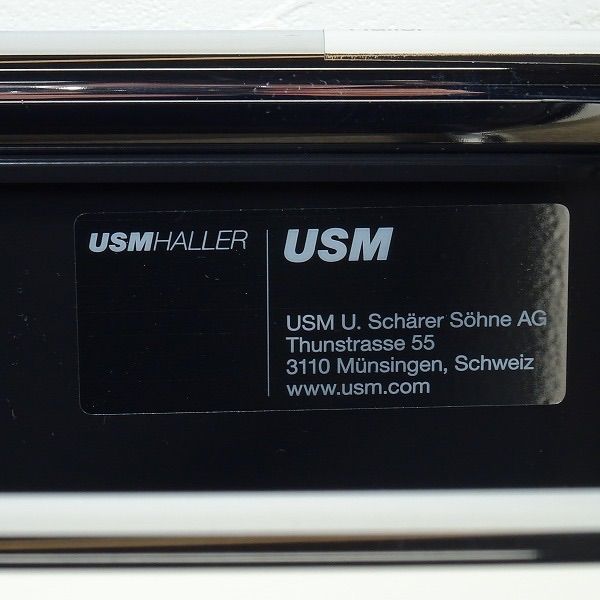 USMHALLER
USM
USM U. Schärer Söhne AG
Thunstrasse 55
3110 Münsingen, Schweiz
www.usm.com